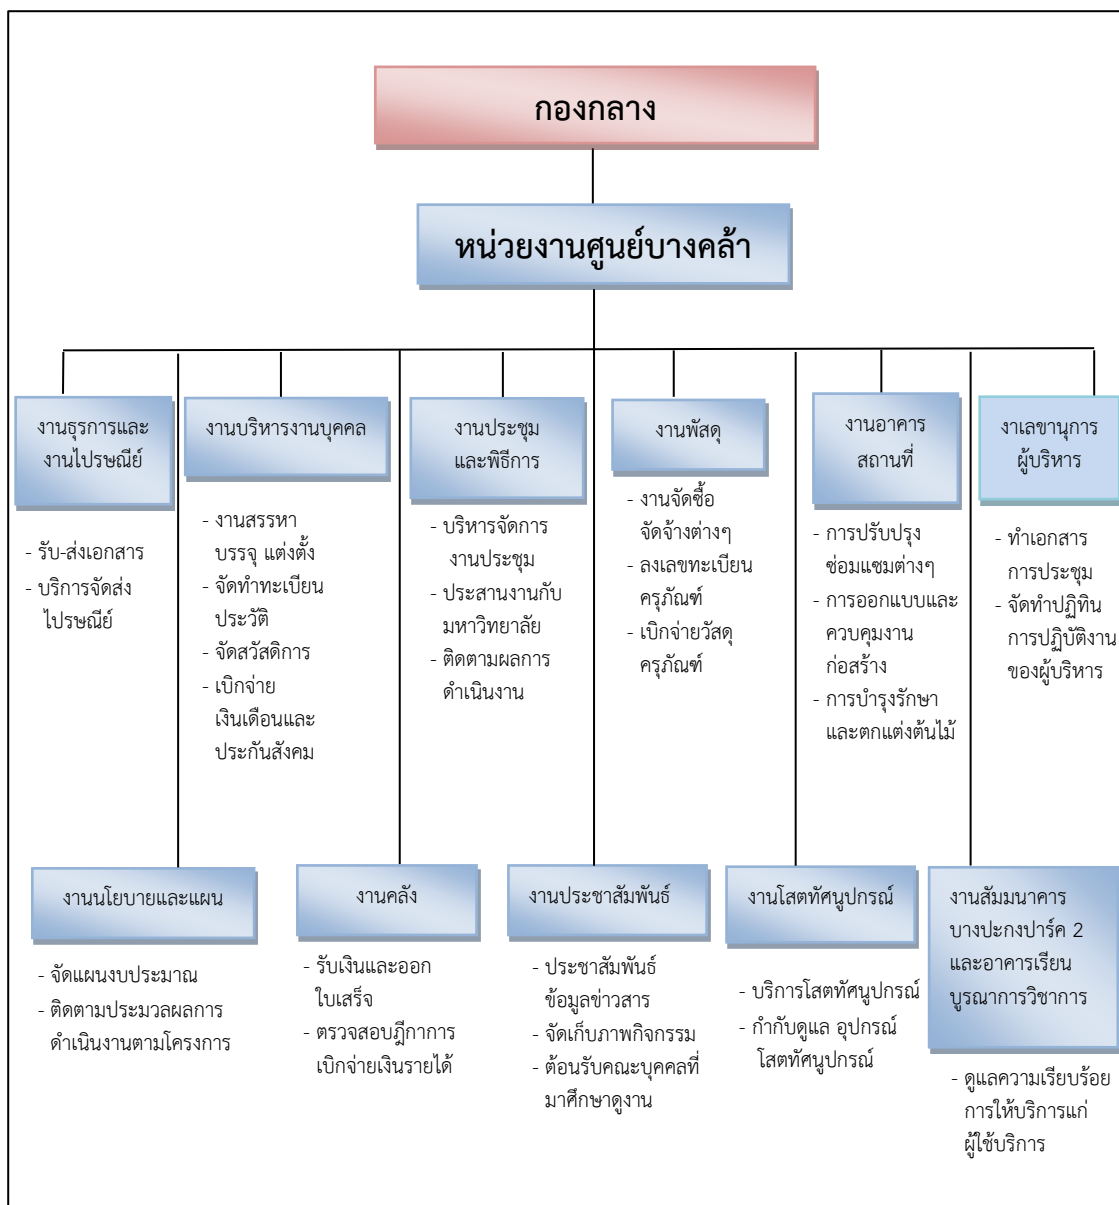 กองกลาง
หน่วยงานศูนย์บางคล้า
งานธุรการและ
งานไปรษณีย์
- รับ-ส่งเอกสาร
- บริการจัดส่ง
ไปรษณีย์
งานบริหารงานบุคคล
- งานสรรหา
บรรจุ แต่งตั้ง
- จัดทำทะเบียน
ประวัติ
- จัดสวัสดิการ
- เบิกจ่าย
เงินเดือนและ
ประกันสังคม
งานประชุม
และพิธีการ
- บริหารจัดการ
งานประชุม
- ประสานงานกับ
มหาวิทยาลัย
- ติดตามผลการ
ดำเนินงาน
งานพัสดุ
- งานจัดซื้อ
จัดจ้างต่างๆ
- ลงเลขทะเบียน
ครุภัณฑ์
- เบิกจ่ายวัสดุ
ครุภัณฑ์
งานอาคาร
สถานที่
- การปรับปรุง
ซ่อมแซมต่างๆ
- การออกแบบและ
ควบคุมงาน
ก่อสร้าง
- การบำรุงรักษา
และตกแต่งต้นไม้
งาเลขานุการ
ผู้บริหาร
- ทำเอกสาร
การประชุม
- จัดทำปฏิทิน
การปฏิบัติงาน
ของผู้บริหาร
งานนโยบายและแผน
- จัดแผนงบประมาณ
- ติดตามประมวลผลการ
ดำเนินงานตามโครงการ
งานคลัง
- รับเงินและออก
ใบเสร็จ
- ตรวจสอบฎีกาการ
เบิกจ่ายเงินรายได้
งานประชาสัมพันธ์
- ประชาสัมพันธ์
ข้อมูลข่าวสาร
- จัดเก็บภาพกิจกรรม
- ต้อนรับคณะบุคคลที่
มาศึกษาดูงาน
งานโสตทัศนูปกรณ์
- บริการโสตทัศนูปกรณ์
- กำกับดูแล อุปกรณ์
โสตทัศนูปกรณ์
งานสัมมนาคาร
บางปะกงปาร์ค 2
และอาคารเรียน
บูรณาการวิชาการ
- ดูแลความเรียบร้อย
การให้บริการแก่
ผู้ใช้บริการ